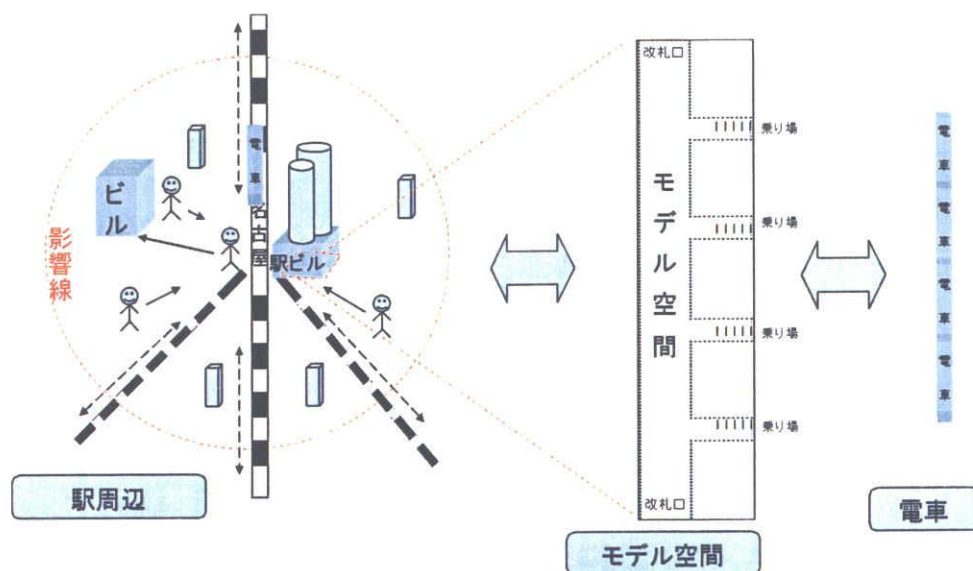 影響線
ビル
電車
名古屋
駅ビル
駅周辺
改札口
乗り場
乗り場
モデル空間
乗り場
乗り場
改札口
モデル空間
電車
電車
電車
電車
電車